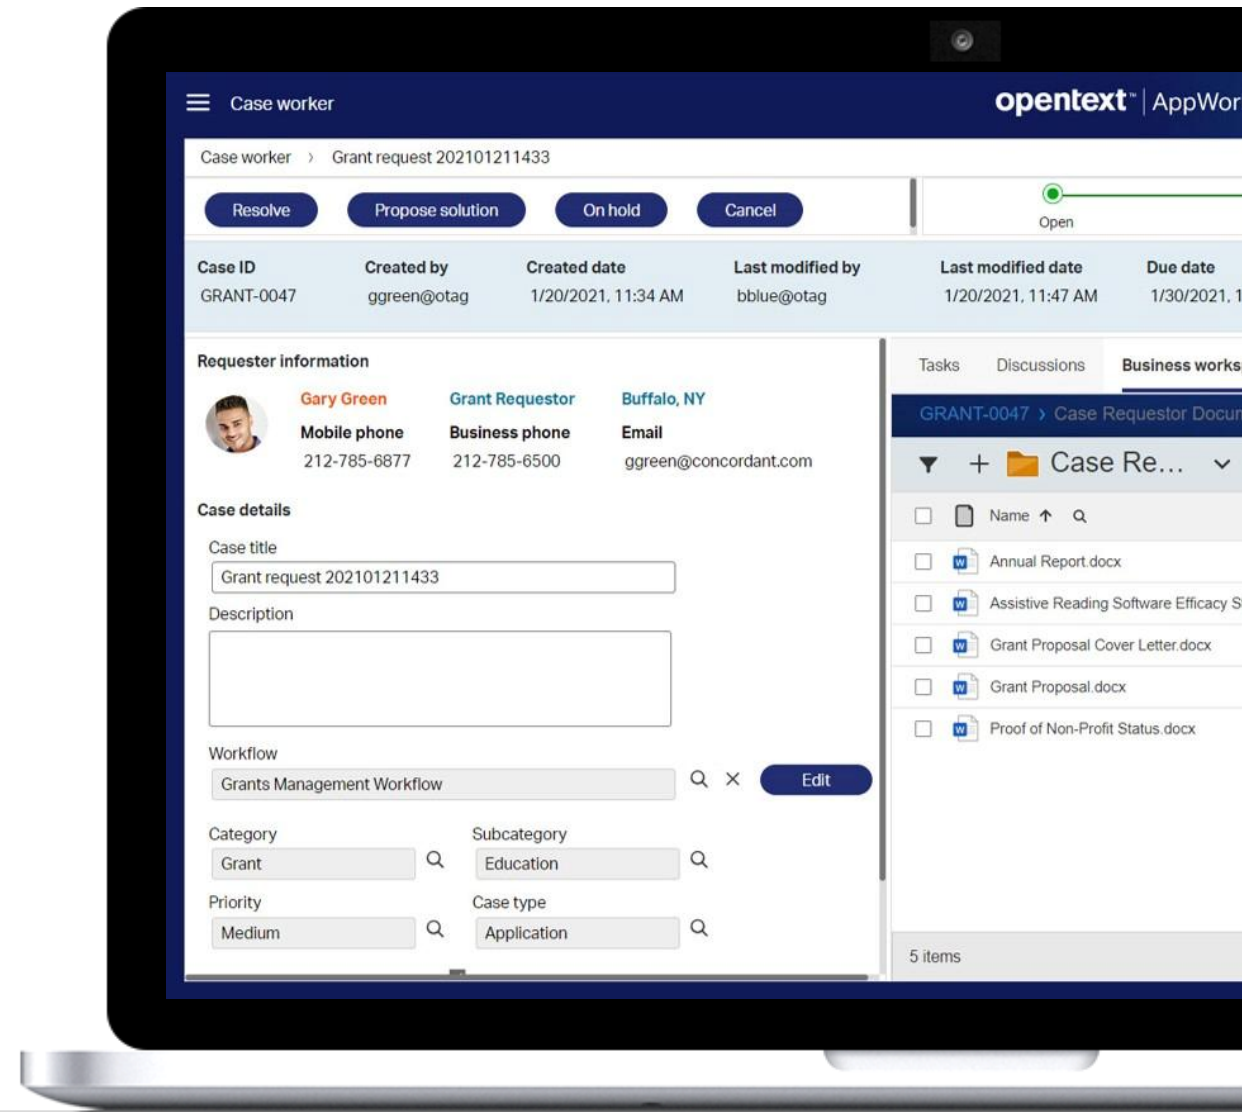 Case worker
opentext™ | AppWor
Case worker › Grant request 202101211433
Resolve Propose solution On hold Cancel
Open
Case ID Created by Created date Last modified by Last modified date Due date
GRANT-0047 ggreen@otag 1/20/2021, 11:34 AM bblue@otag 1/20/2021, 11:47 AM 1/30/2021, 1
Requester information
Gary Green Grant Requestor Buffalo, NY
Mobile phone Business phone Email
212-785-6877 212-785-6500 ggreen@concordant.com
Case details
Case title
Grant request 202101211433
Description
Workflow
Grants Management Workflow
Edit
Category Subcategory
Grant Education
Priority Case type
Medium Application
Tasks Discussions Business works
GRANT-0047 › Case Requestor Docu
Case Re...
Name
Annual Report.docx
Assistive Reading Software Efficacy S
Grant Proposal Cover Letter.docx
Grant Proposal.docx
Proof of Non-Profit Status.docx
5 items